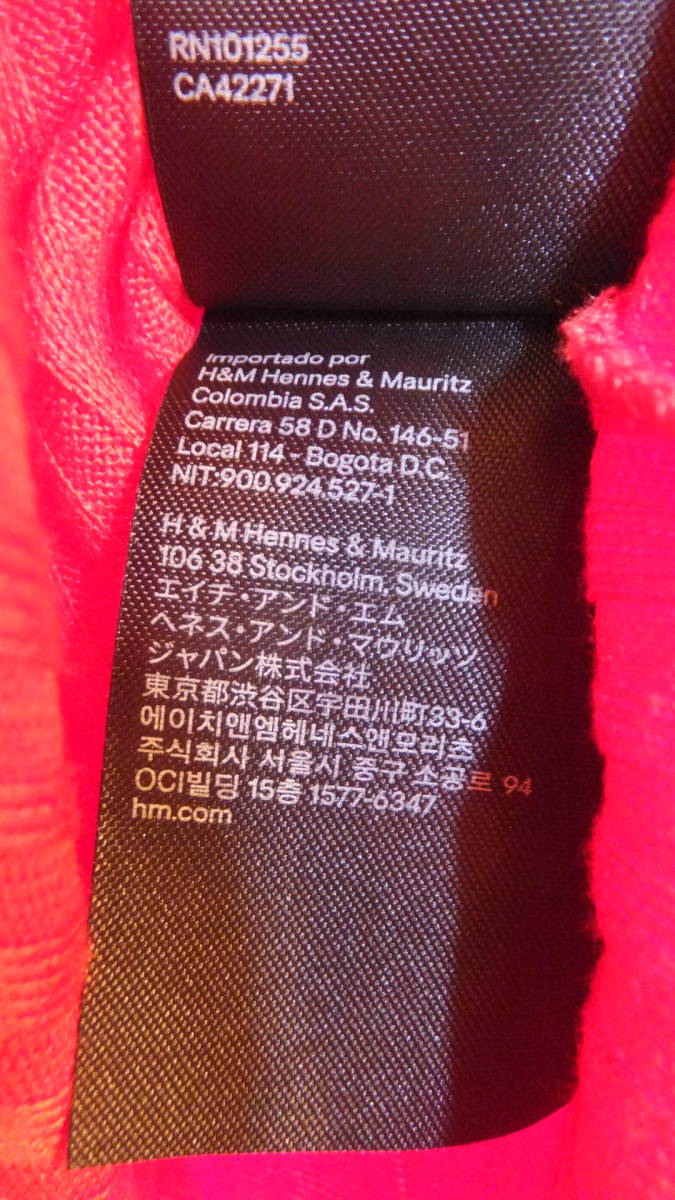 RN101255
CA42271
Importado por
H&M Hennes & Mauritz
Colombia S.A.S.
Carrera 58 D No. 146-51
Local 114 - Bogota D.C.
NIT:900.924.527-1
H & M Hennes & Mauritz
106 38 Stockholm, Sweden
エイチ・アンド・エム
ヘネス・アンド・マウリッツ
ジャパン株式会社
東京都渋谷区宇田川町33-6
에이치앤엠헤네스앤모리츠
주식회사 서울시 중구 소공로 94
OCI빌딩 15층 1577-6347
hm.com